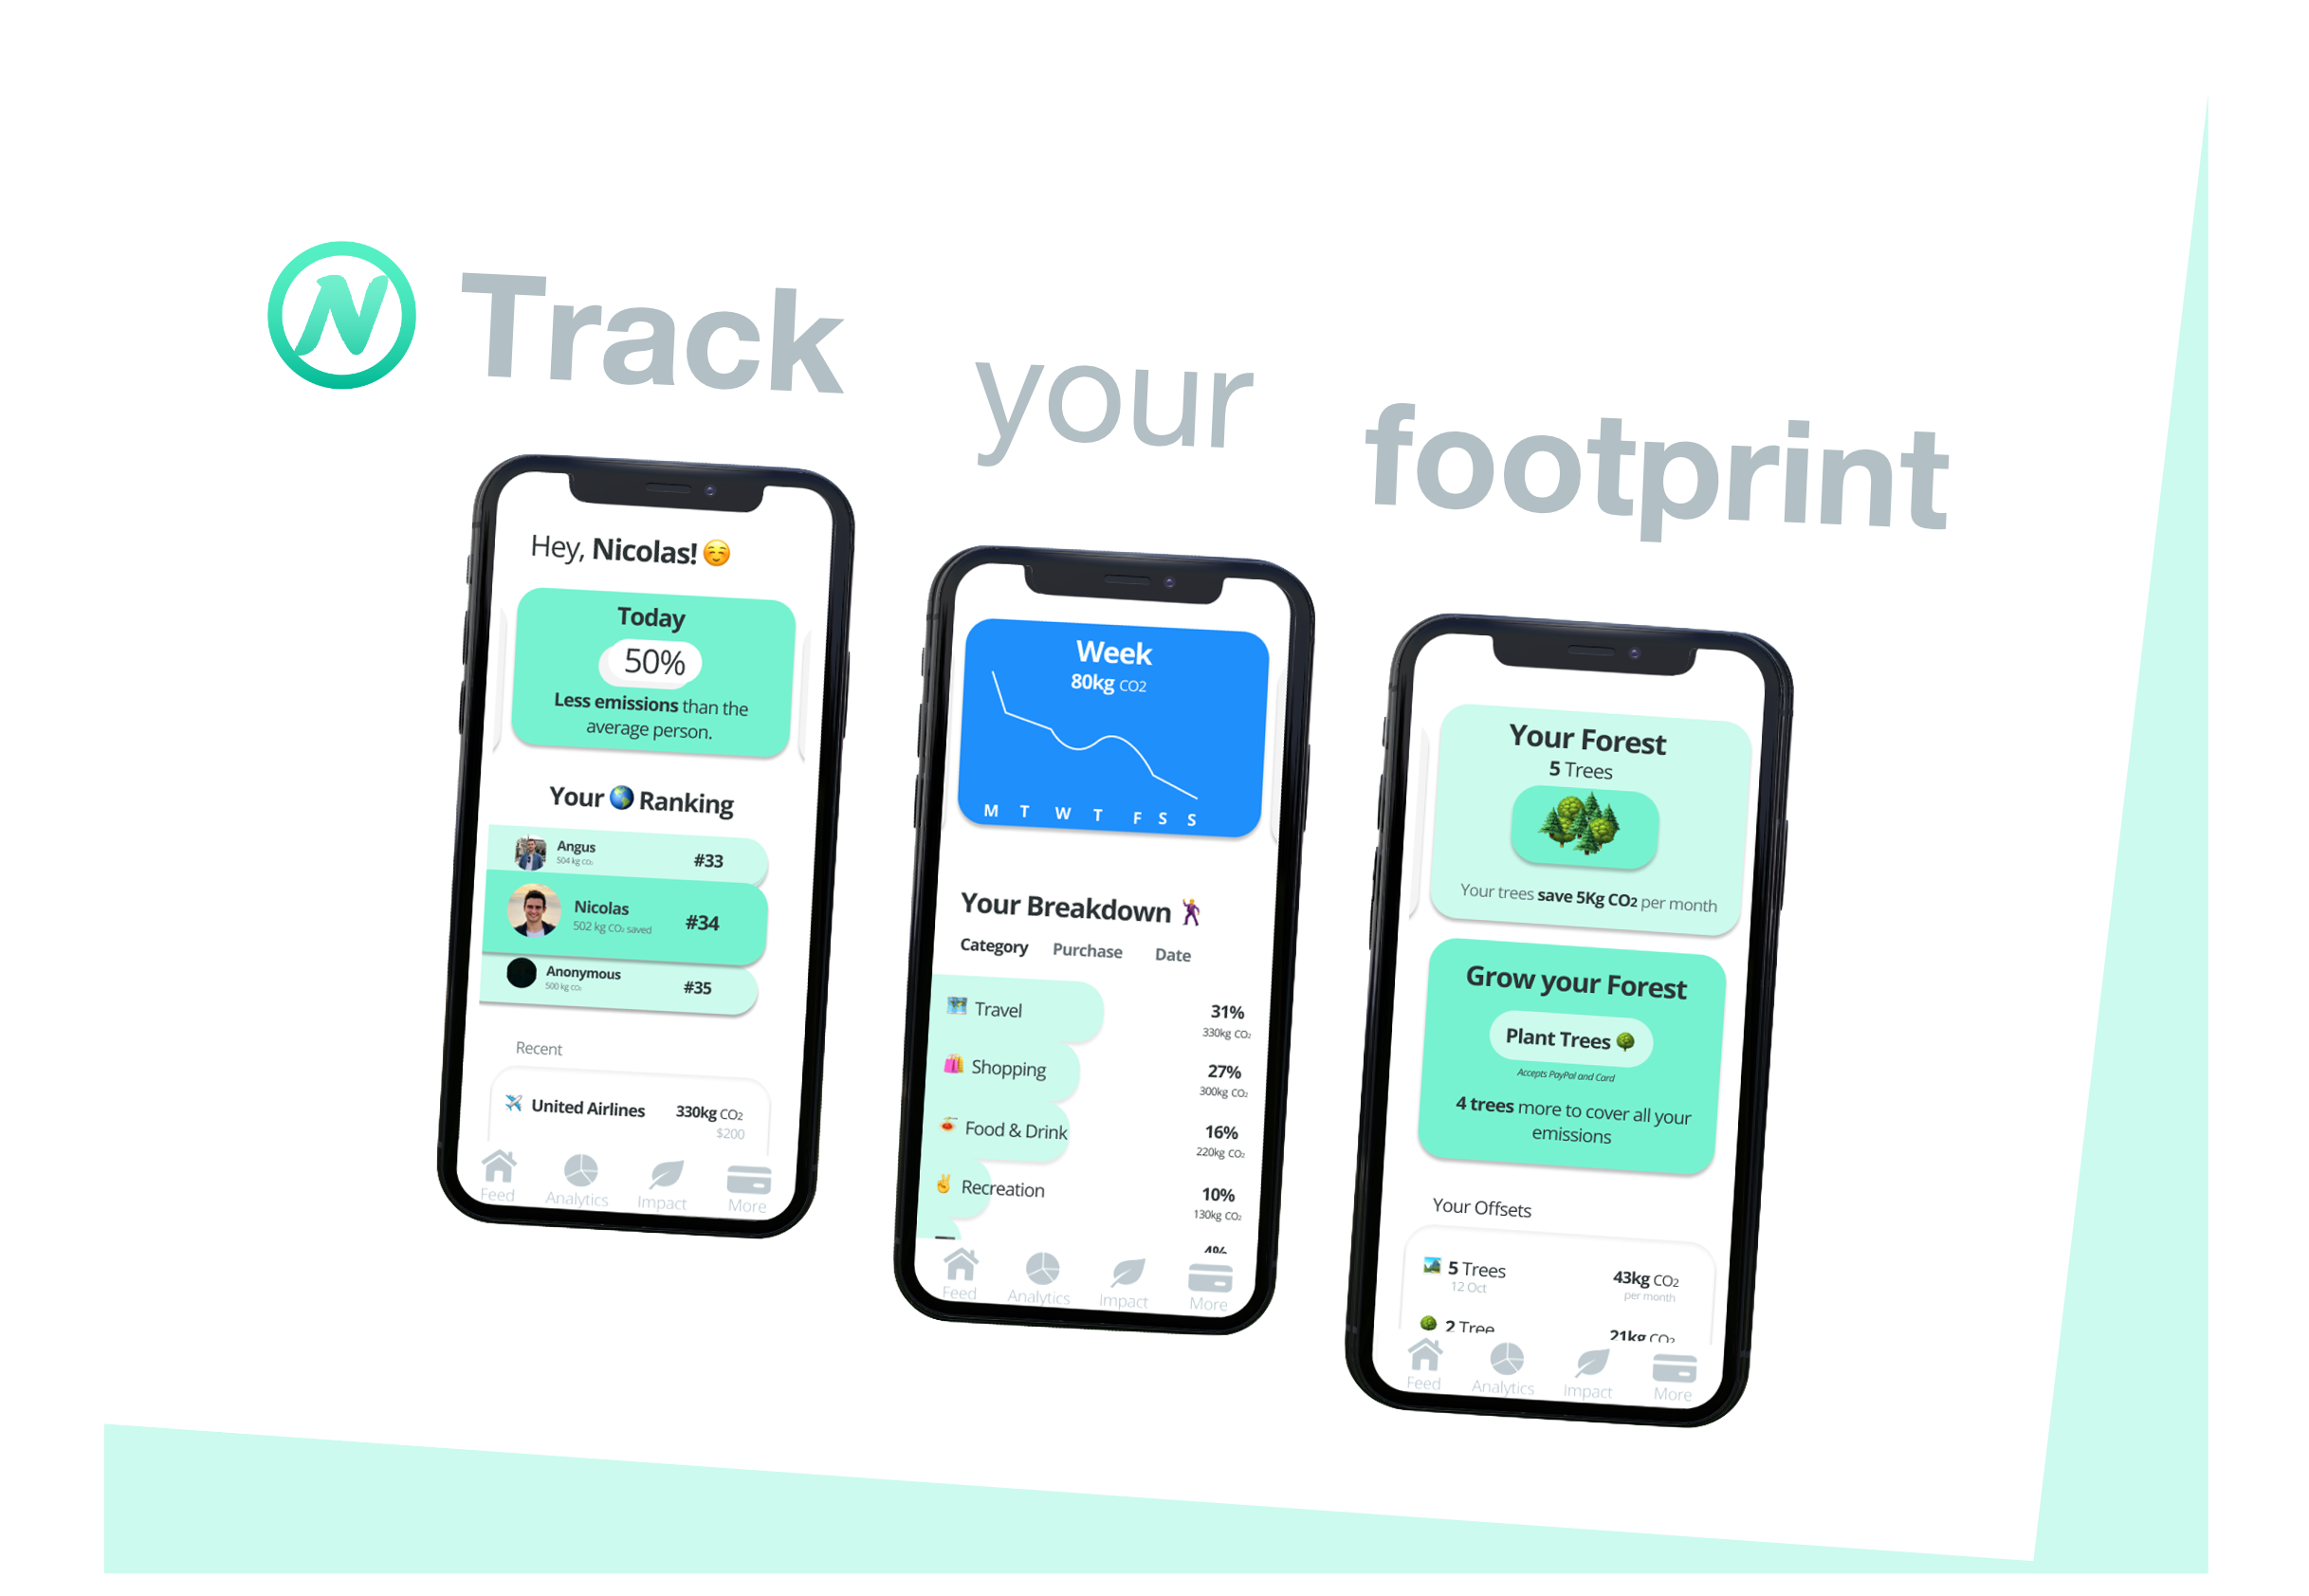 N Track your footprint
Hey, Nicolas!
Today
50%
Less emissions than the
average person.
Your Ranking
Angus
504 kg CO₂
#33
Nicolas
502 kg CO₂ saved
#34
Anonymous
500 kg CO₂
#35
Recent
United Airlines
330kg CO₂
$200
Feed Analytics Impact More
Week
80kg CO2
M T W T F S S
Your Breakdown
Category Purchase Date
Travel
31%
330kg CO₂
Shopping
27%
300kg CO₂
Food & Drink
16%
220kg CO₂
Recreation
10%
130kg CO₂
4%
Feed Analytics Impact More
Your Forest
5 Trees
Your trees save 5Kg CO₂ per month
Grow your Forest
Plant Trees
Accepts PayPal and Card
4 trees more to cover all your
emissions
Your Offsets
5 Trees
12 Oct
43kg CO₂
per month
2 Tree
21kg CO₂
Feed Analytics Impact More